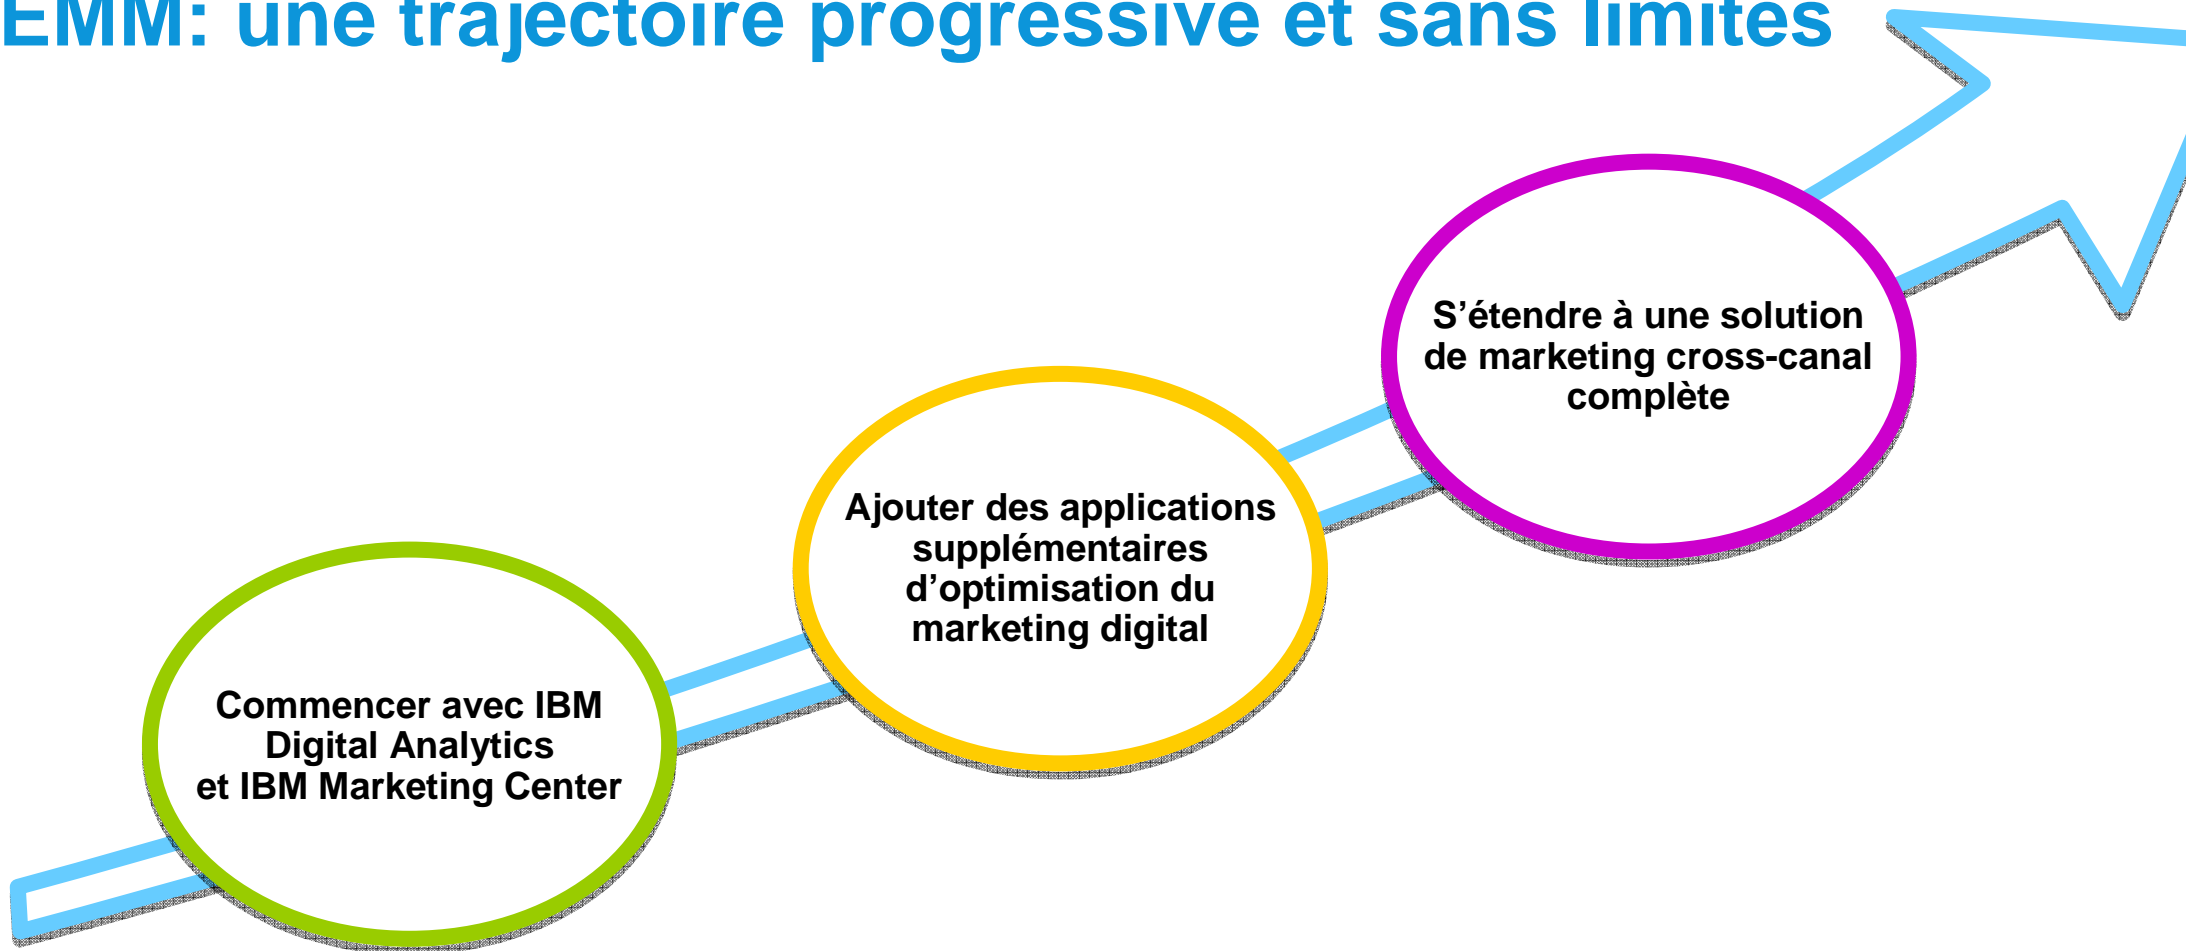 EMM: une trajectoire progressive et sans limites
S’étendre à une solution
de marketing cross-canal
complète
Ajouter des applications
supplémentaires
d’optimisation du
marketing digital
Commencer avec IBM
Digital Analytics
et IBM Marketing Center